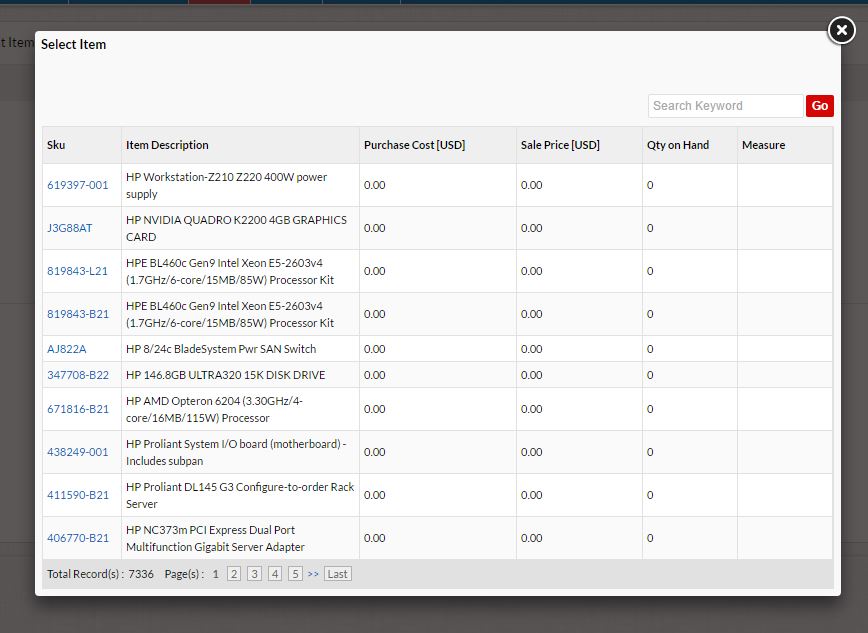 t Item
Select Item
Search Keyword Go
Sku Item Description Purchase Cost [USD] Sale Price [USD] Qty on Hand Measure
619397-001 HP Workstation-Z210 Z220 400W power 0.00 0.00 0
supply
J3G88AT HP NVIDIA QUADRO K2200 4GB GRAPHICS 0.00 0.00 0
CARD
819843-L21 HPE BL460c Gen9 Intel Xeon E5-2603v4 0.00 0.00 0
(1.7GHz/6-core/15MB/85W) Processor Kit
819843-B21 HPE BL460c Gen9 Intel Xeon E5-2603v4 0.00 0.00 0
(1.7GHz/6-core/15MB/85W) Processor Kit
AJ822A HP 8/24c BladeSystem Pwr SAN Switch 0.00 0.00 0
347708-B22 HP 146.8GB ULTRA320 15K DISK DRIVE 0.00 0.00 0
671816-B21 HP AMD Opteron 6204 (3.30GHz/4- 0.00 0.00 0
core/16MB/115W) Processor
438249-001 HP Proliant System I/O board (motherboard) - 0.00 0.00 0
Includes subpan
411590-B21 HP Proliant DL145 G3 Configure-to-order Rack 0.00 0.00 0
Server
406770-B21 HP NC373m PCI Express Dual Port 0.00 0.00 0
Multifunction Gigabit Server Adapter
Total Record(s) : 7336 Page(s) : 1 2 3 4 5 >> Last